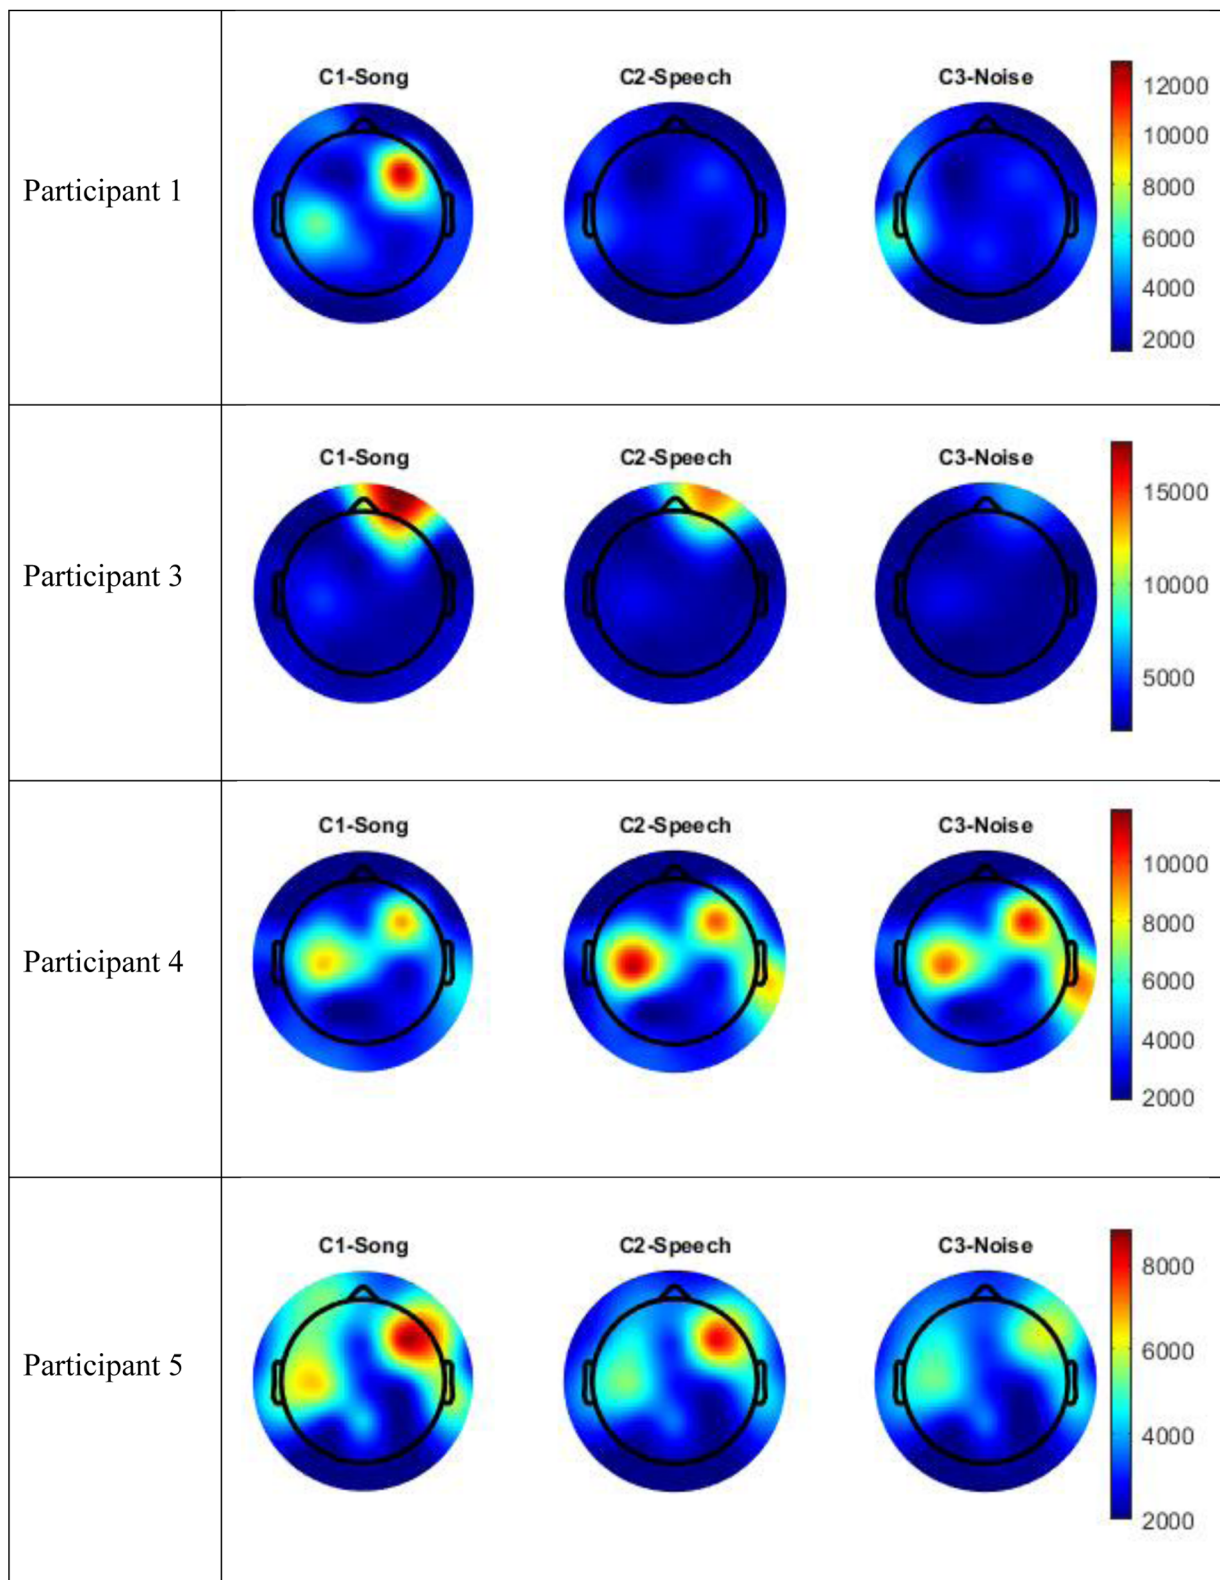 Participant 1
C1-Song
C2-Speech
C3-Noise
12000
10000
8000
6000
4000
2000
Participant 3
C1-Song
C2-Speech
C3-Noise
15000
10000
5000
Participant 4
C1-Song
C2-Speech
C3-Noise
10000
8000
6000
4000
2000
Participant 5
C1-Song
C2-Speech
C3-Noise
8000
6000
4000
2000